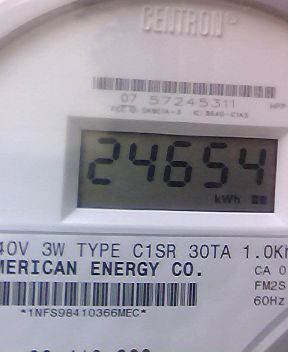 CENTRON
07 57245311
24654
kWh
40V 3W TYPE C1SR 30TA 1.0Kh
MERICAN ENERGY CO.
CA 0
FM2S
60Hz
*1NFS98410366MEC*